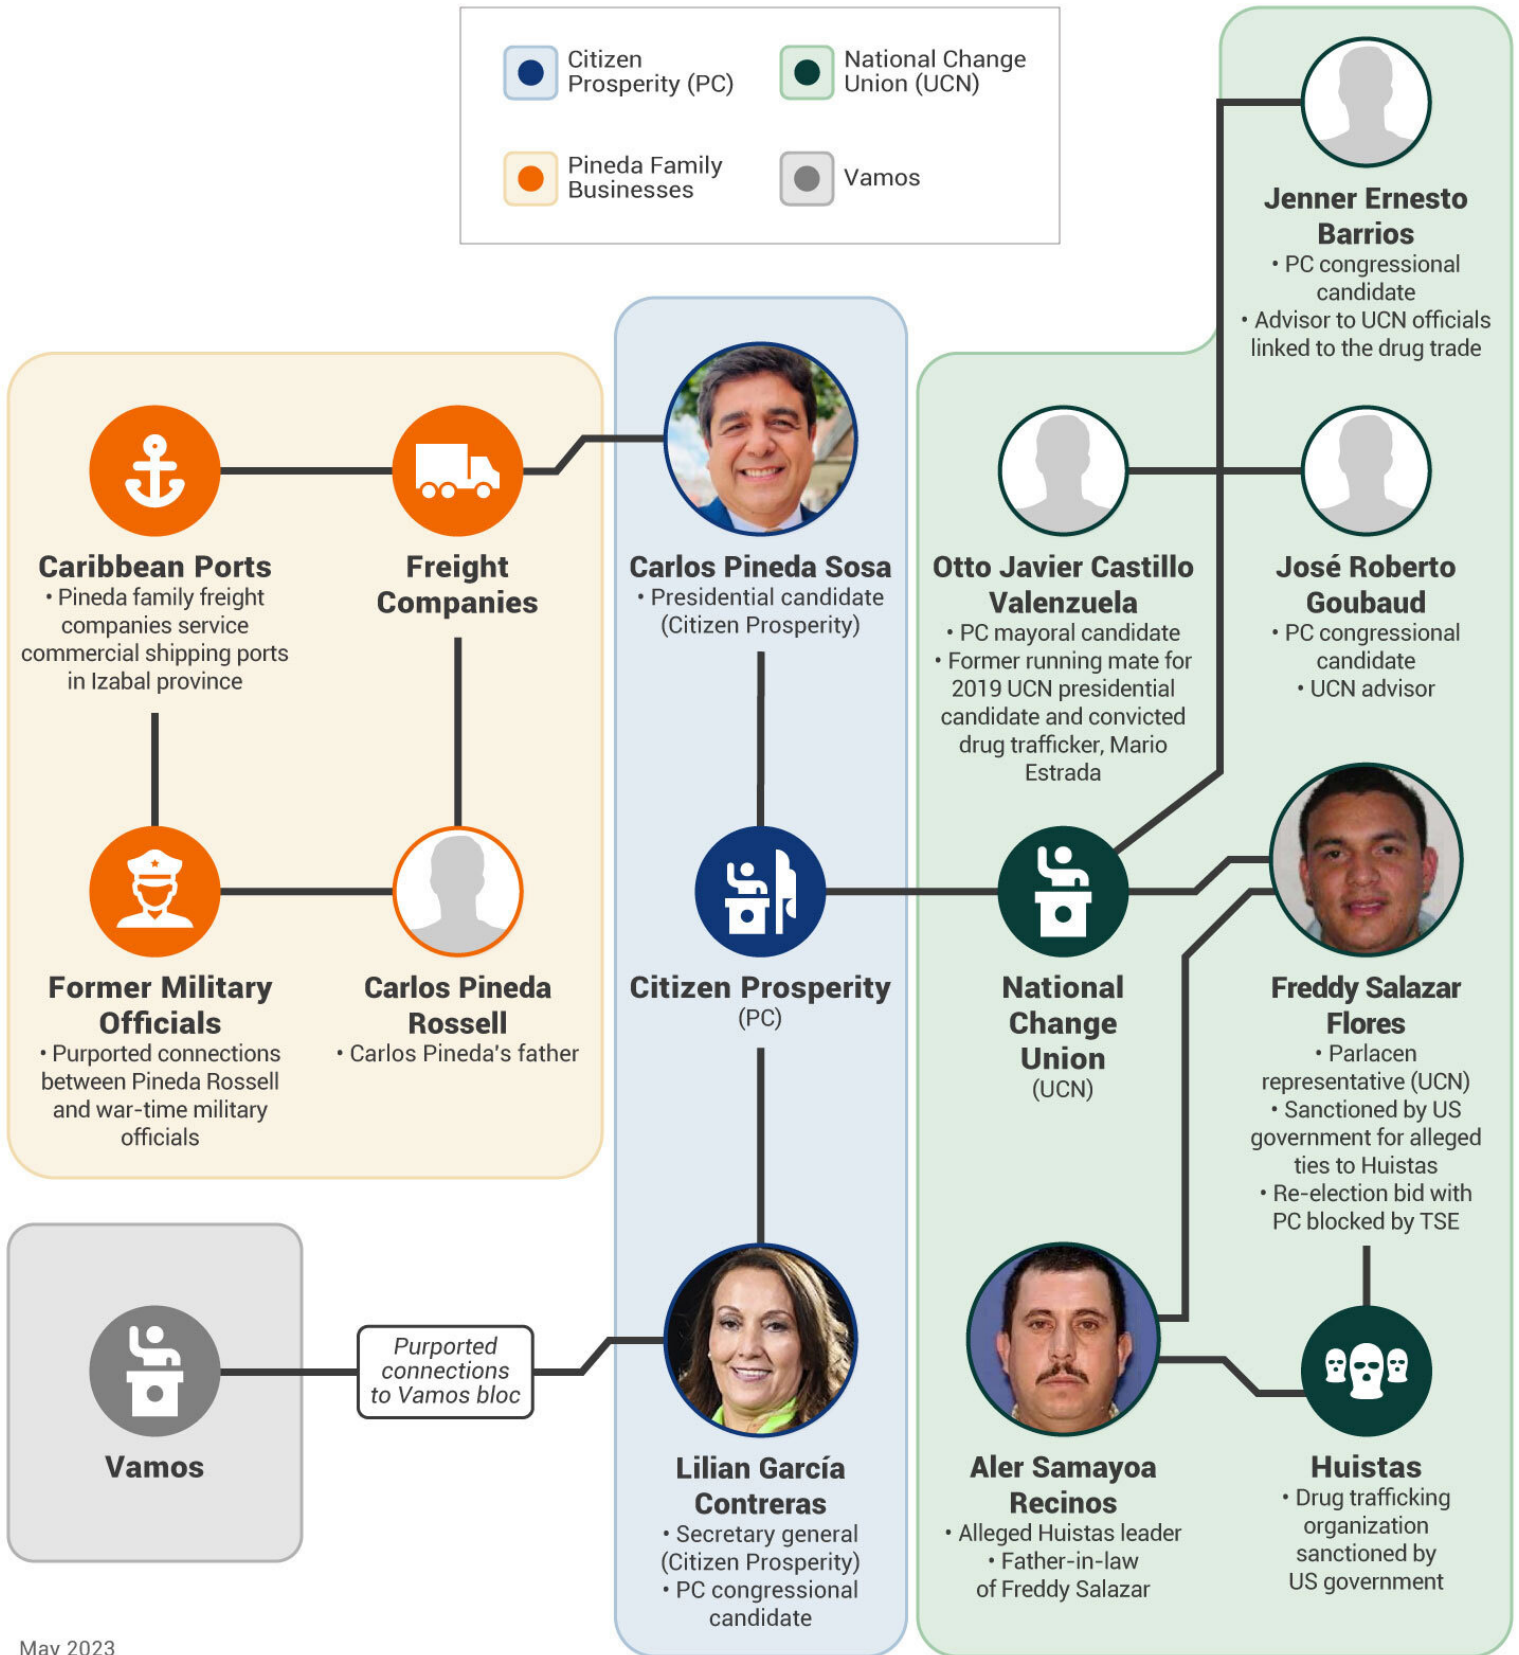 Citizen
Prosperity (PC)
National Change
Union (UCN)
Pineda Family
Businesses
Vamos
Jenner Ernesto
Barrios
• PC congressional
candidate
• Advisor to UCN officials
linked to the drug trade
Caribbean Ports
• Pineda family freight
companies service
commercial shipping ports
in Izabal province
Freight
Companies
Carlos Pineda Sosa
• Presidential candidate
(Citizen Prosperity)
Otto Javier Castillo
Valenzuela
• PC mayoral candidate
• Former running mate for
2019 UCN presidential
candidate and convicted
drug trafficker, Mario
Estrada
José Roberto
Goubaud
• PC congressional
candidate
• UCN advisor
Former Military
Officials
• Purported connections
between Pineda Rossell
and war-time military
officials
Carlos Pineda
Rossell
• Carlos Pineda's father
Citizen Prosperity
(PC)
National
Change
Union
(UCN)
Freddy Salazar
Flores
• Parlacen
representative (UCN)
• Sanctioned by US
government for alleged
ties to Huistas
• Re-election bid with
PC blocked by TSE
Vamos
Purported
connections
to Vamos bloc
Lilian García
Contreras
• Secretary general
(Citizen Prosperity)
• PC congressional
candidate
Aler Samayoa
Recinos
• Alleged Huistas leader
• Father-in-law
of Freddy Salazar
Huistas
• Drug trafficking
organization
sanctioned by
US government
May 2023